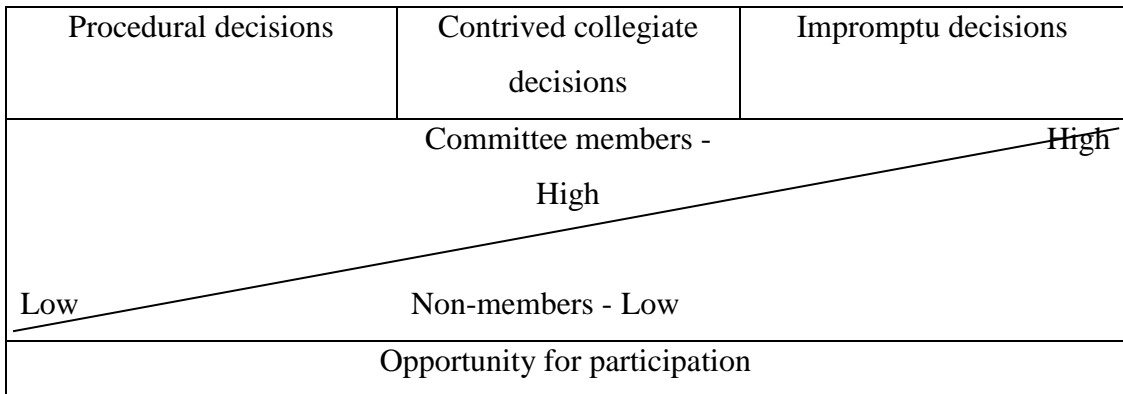 Procedural decisions
Contrived collegiate
decisions
Impromptu decisions
Committee members -
High
High
Low
Non-members - Low
Opportunity for participation